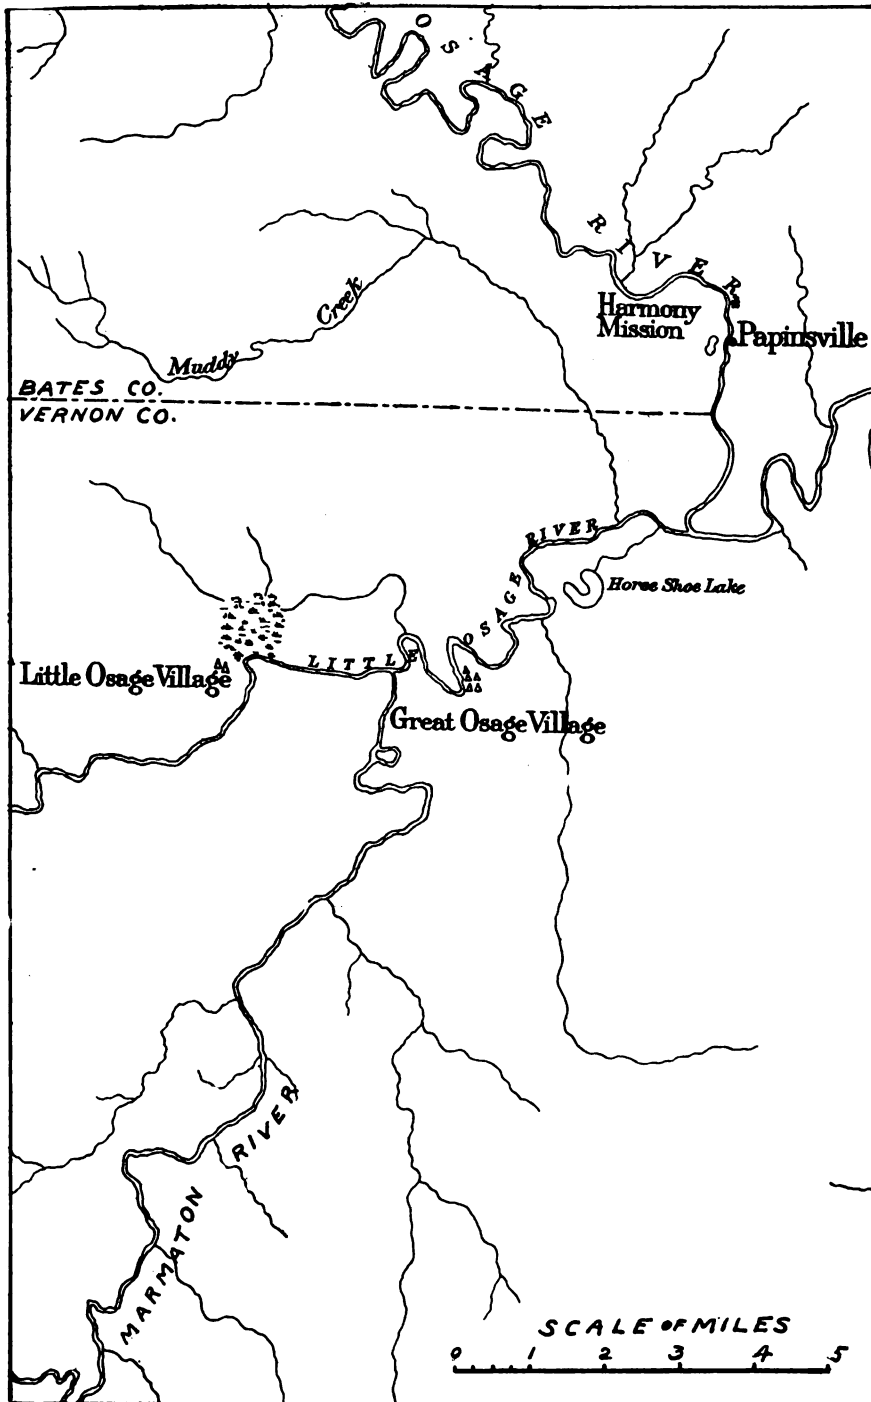 OSAGE RIVER
Harmony
Mission
Papinsville
Muddy Creek
BATES CO.
VERNON CO.
LITTLE OSAGE RIVER
Horse Shoe Lake
Little Osage Village
Great Osage Village
MARMATON RIVER
SCALE OF MILES
0 1 2 3 4 5